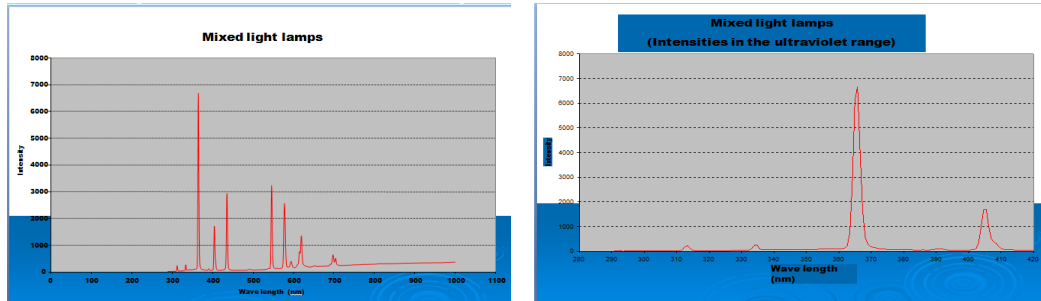 Mixed light lamps
8000
7000
6000
5000
4000
3000
2000
1000
0
0 100 200 300 400 500 600 700 800 900 1000 1100
Intensity
Wave length (nm)
Mixed light lamps
(Intensities in the ultraviolet range)
8000
7000
6000
5000
4000
3000
2000
1000
0
280 290 300 310 320 330 340 350 360 370 380 390 400 410 420
Intensity
Wave length
(nm)